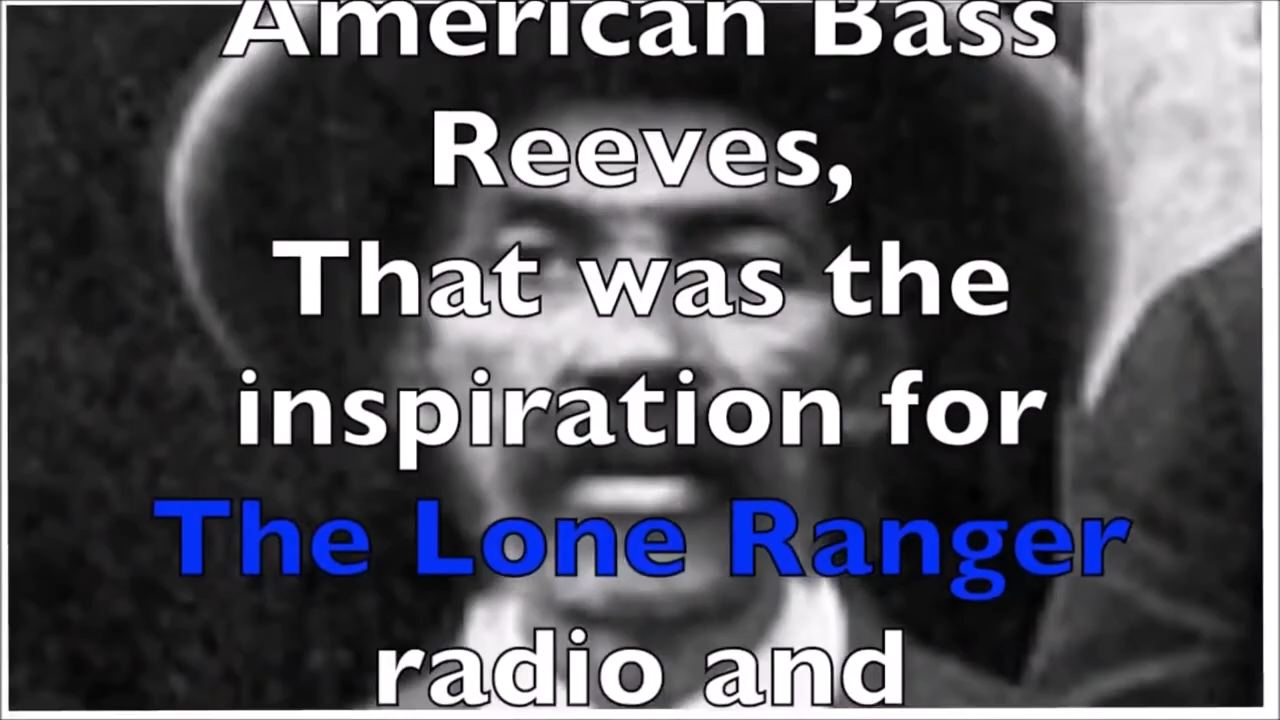 American Bass
Reeves,
That was the
inspiration for
The Lone Ranger
radio and